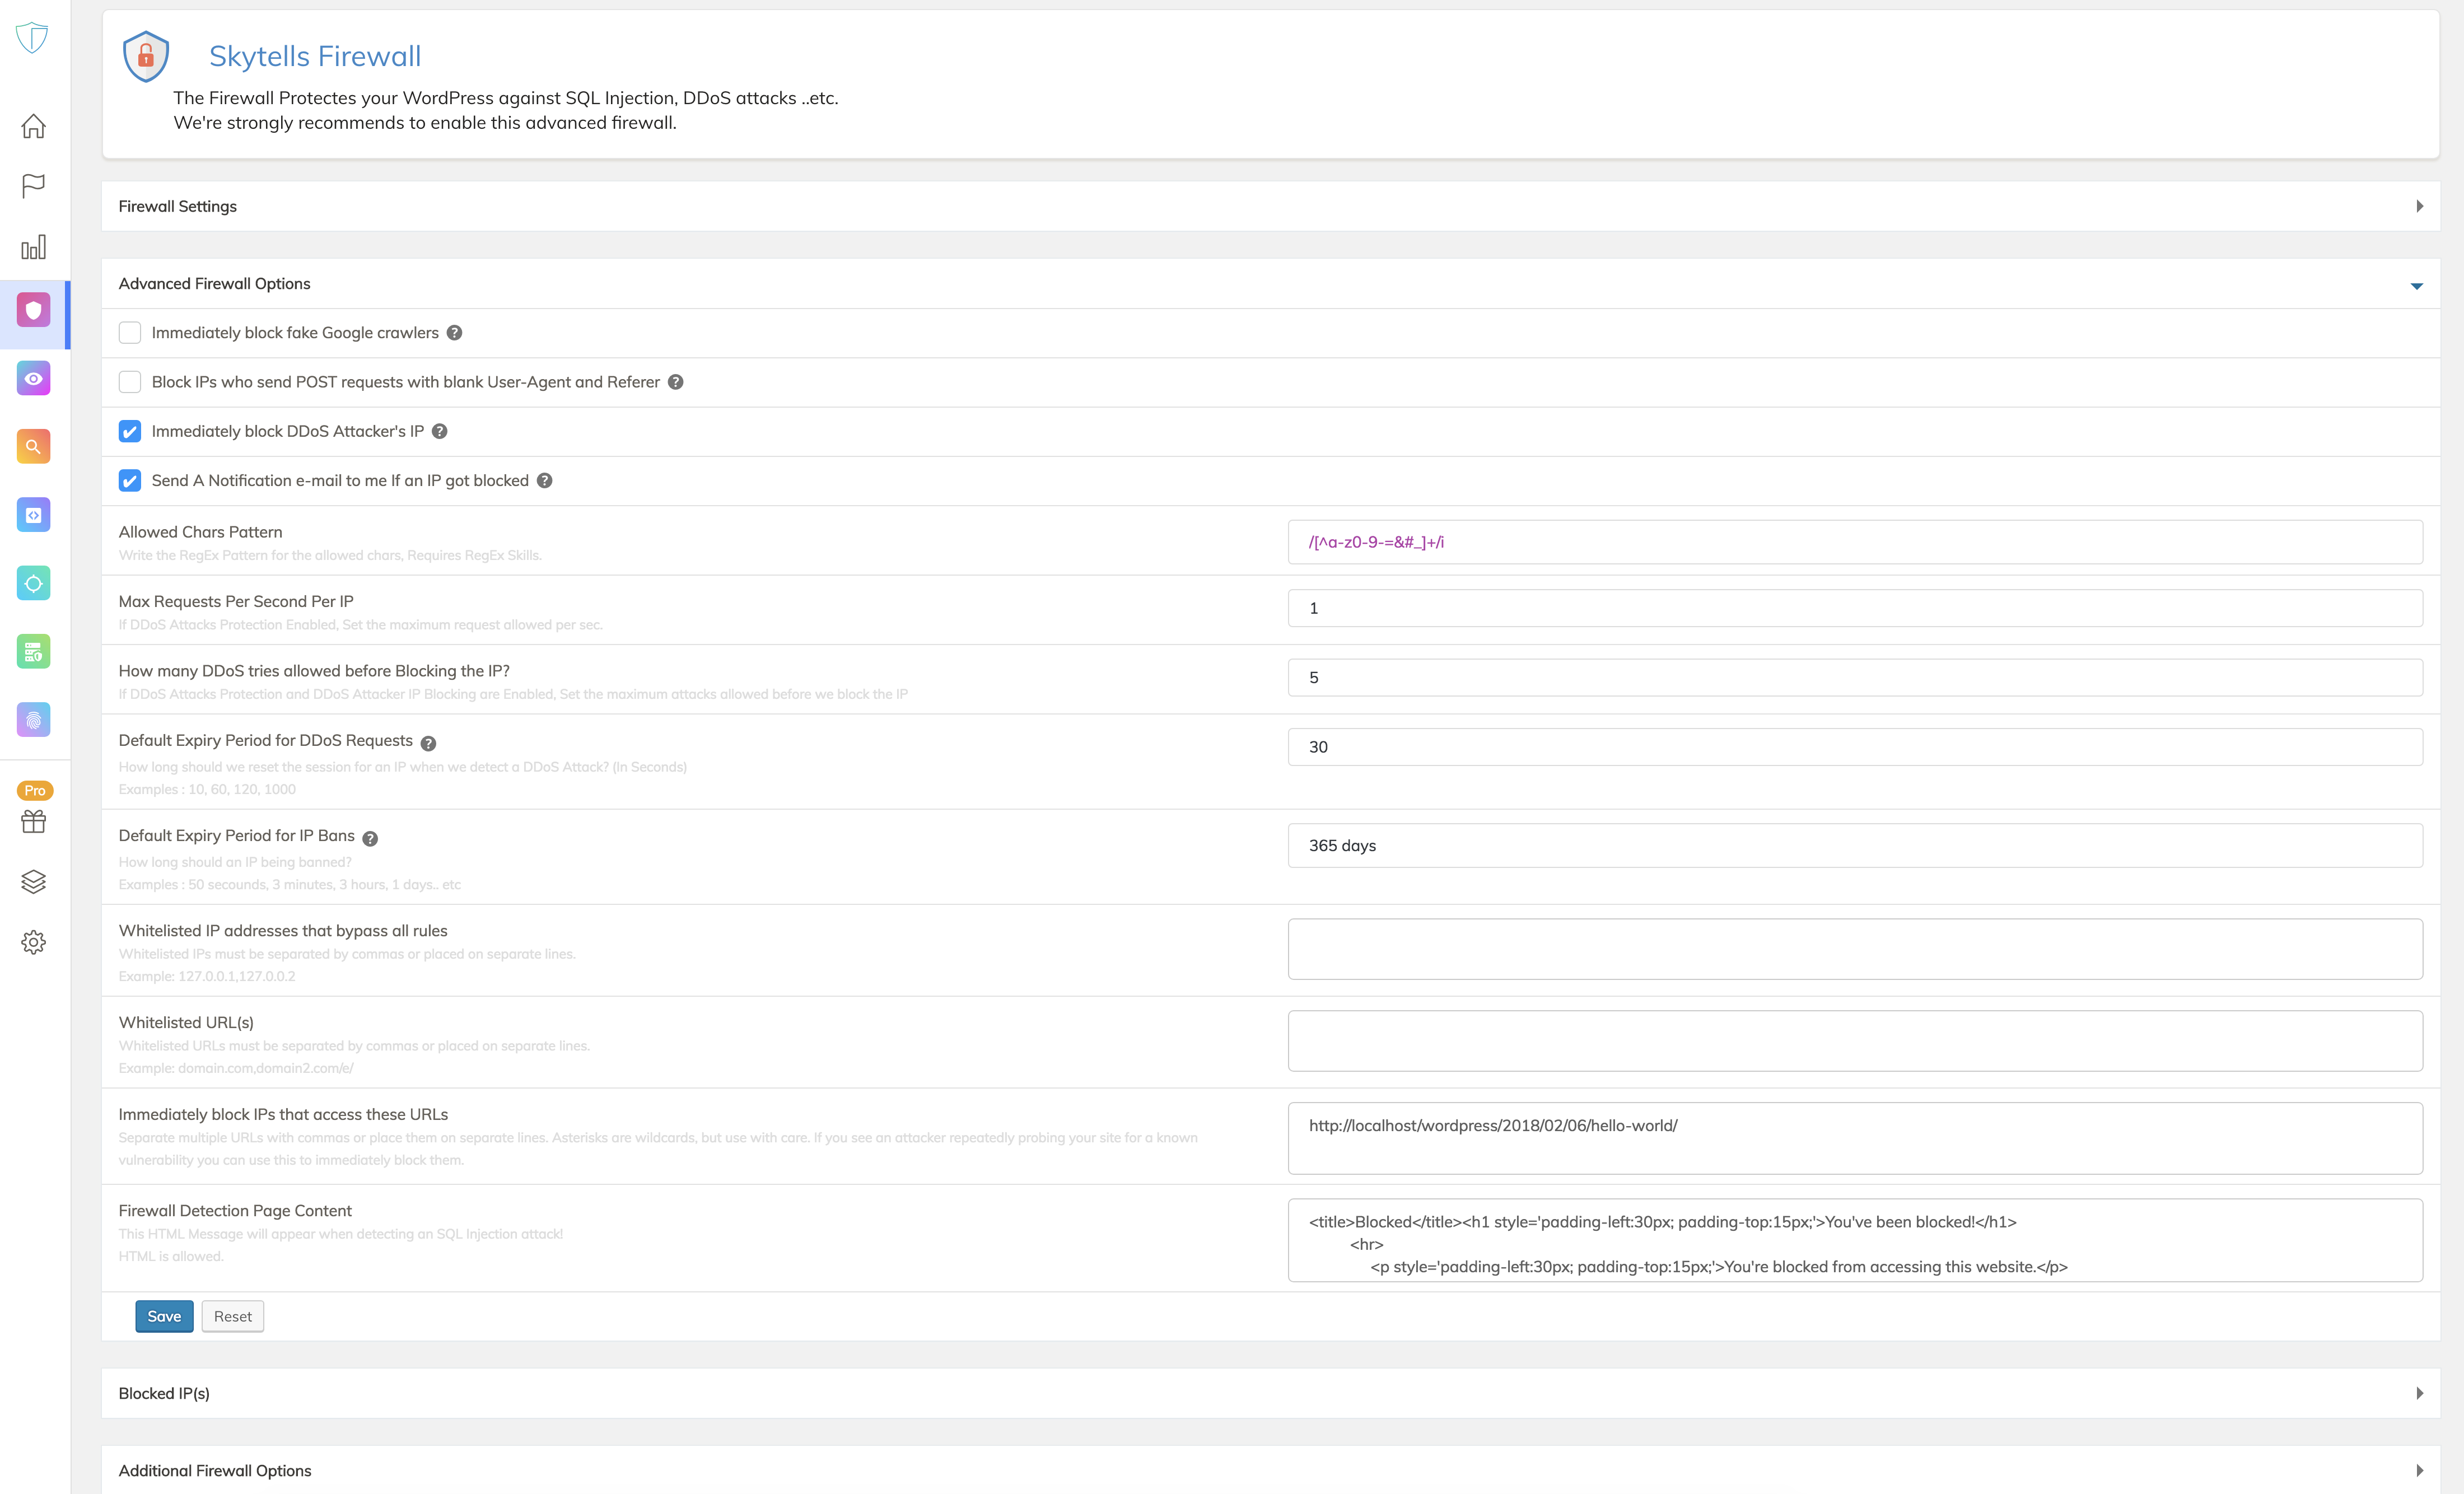 Skytells Firewall
The Firewall Protectes your WordPress against SQL Injection, DDoS attacks ..etc.
We're strongly recommends to enable this advanced firewall.
Firewall Settings
Advanced Firewall Options
Immediately block fake Google crawlers ?
Block IPs who send POST requests with blank User-Agent and Referer ?
Immediately block DDoS Attacker's IP ?
Send A Notification e-mail to me If an IP got blocked ?
Allowed Chars Pattern
Write the RegEx Pattern for the allowed chars, Requires RegEx Skills.
/[^a-z0-9-=&#_]+/i
Max Requests Per Second Per IP
If DDoS Attacks Protection Enabled, Set the maximum request allowed per sec.
1
How many DDoS tries allowed before Blocking the IP?
If DDoS Attacks Protection and DDoS Attacker IP Blocking are Enabled, Set the maximum attacks allowed before we block the IP
5
Default Expiry Period for DDoS Requests ?
How long should we reset the session for an IP when we detect a DDoS Attack? (In Seconds)
Examples : 10, 60, 120, 1000
30
Default Expiry Period for IP Bans ?
How long should an IP being banned?
Examples : 50 secounds, 3 minutes, 3 hours, 1 days.. etc
365 days
Whitelisted IP addresses that bypass all rules
Whitelisted IPs must be separated by commas or placed on separate lines.
Example: 127.0.0.1,127.0.0.2
Whitelisted URL(s)
Whitelisted URLs must be separated by commas or placed on separate lines.
Example: domain.com,domain2.com/e/
Immediately block IPs that access these URLs
Separate multiple URLs with commas or place them on separate lines. Asterisks are wildcards, but use with care. If you see an attacker repeatedly probing your site for a known
vulnerability you can use this to immediately block them.
http://localhost/wordpress/2018/02/06/hello-world/
Firewall Detection Page Content
This HTML Message will appear when detecting an SQL Injection attack!
HTML is allowed.
<title>Blocked</title><h1 style='padding-left:30px; padding-top:15px;'>You've been blocked!</h1>
<hr>
<p style='padding-left:30px; padding-top:15px;'>You're blocked from accessing this website.</p>
Save
Reset
Blocked IP(s)
Additional Firewall Options
Pro